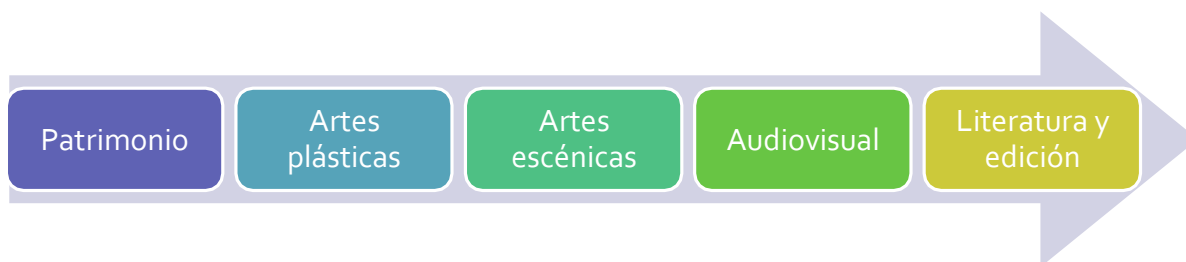 Patrimonio
Artes
plásticas
Artes
escénicas
Audiovisual
Literatura y
edición